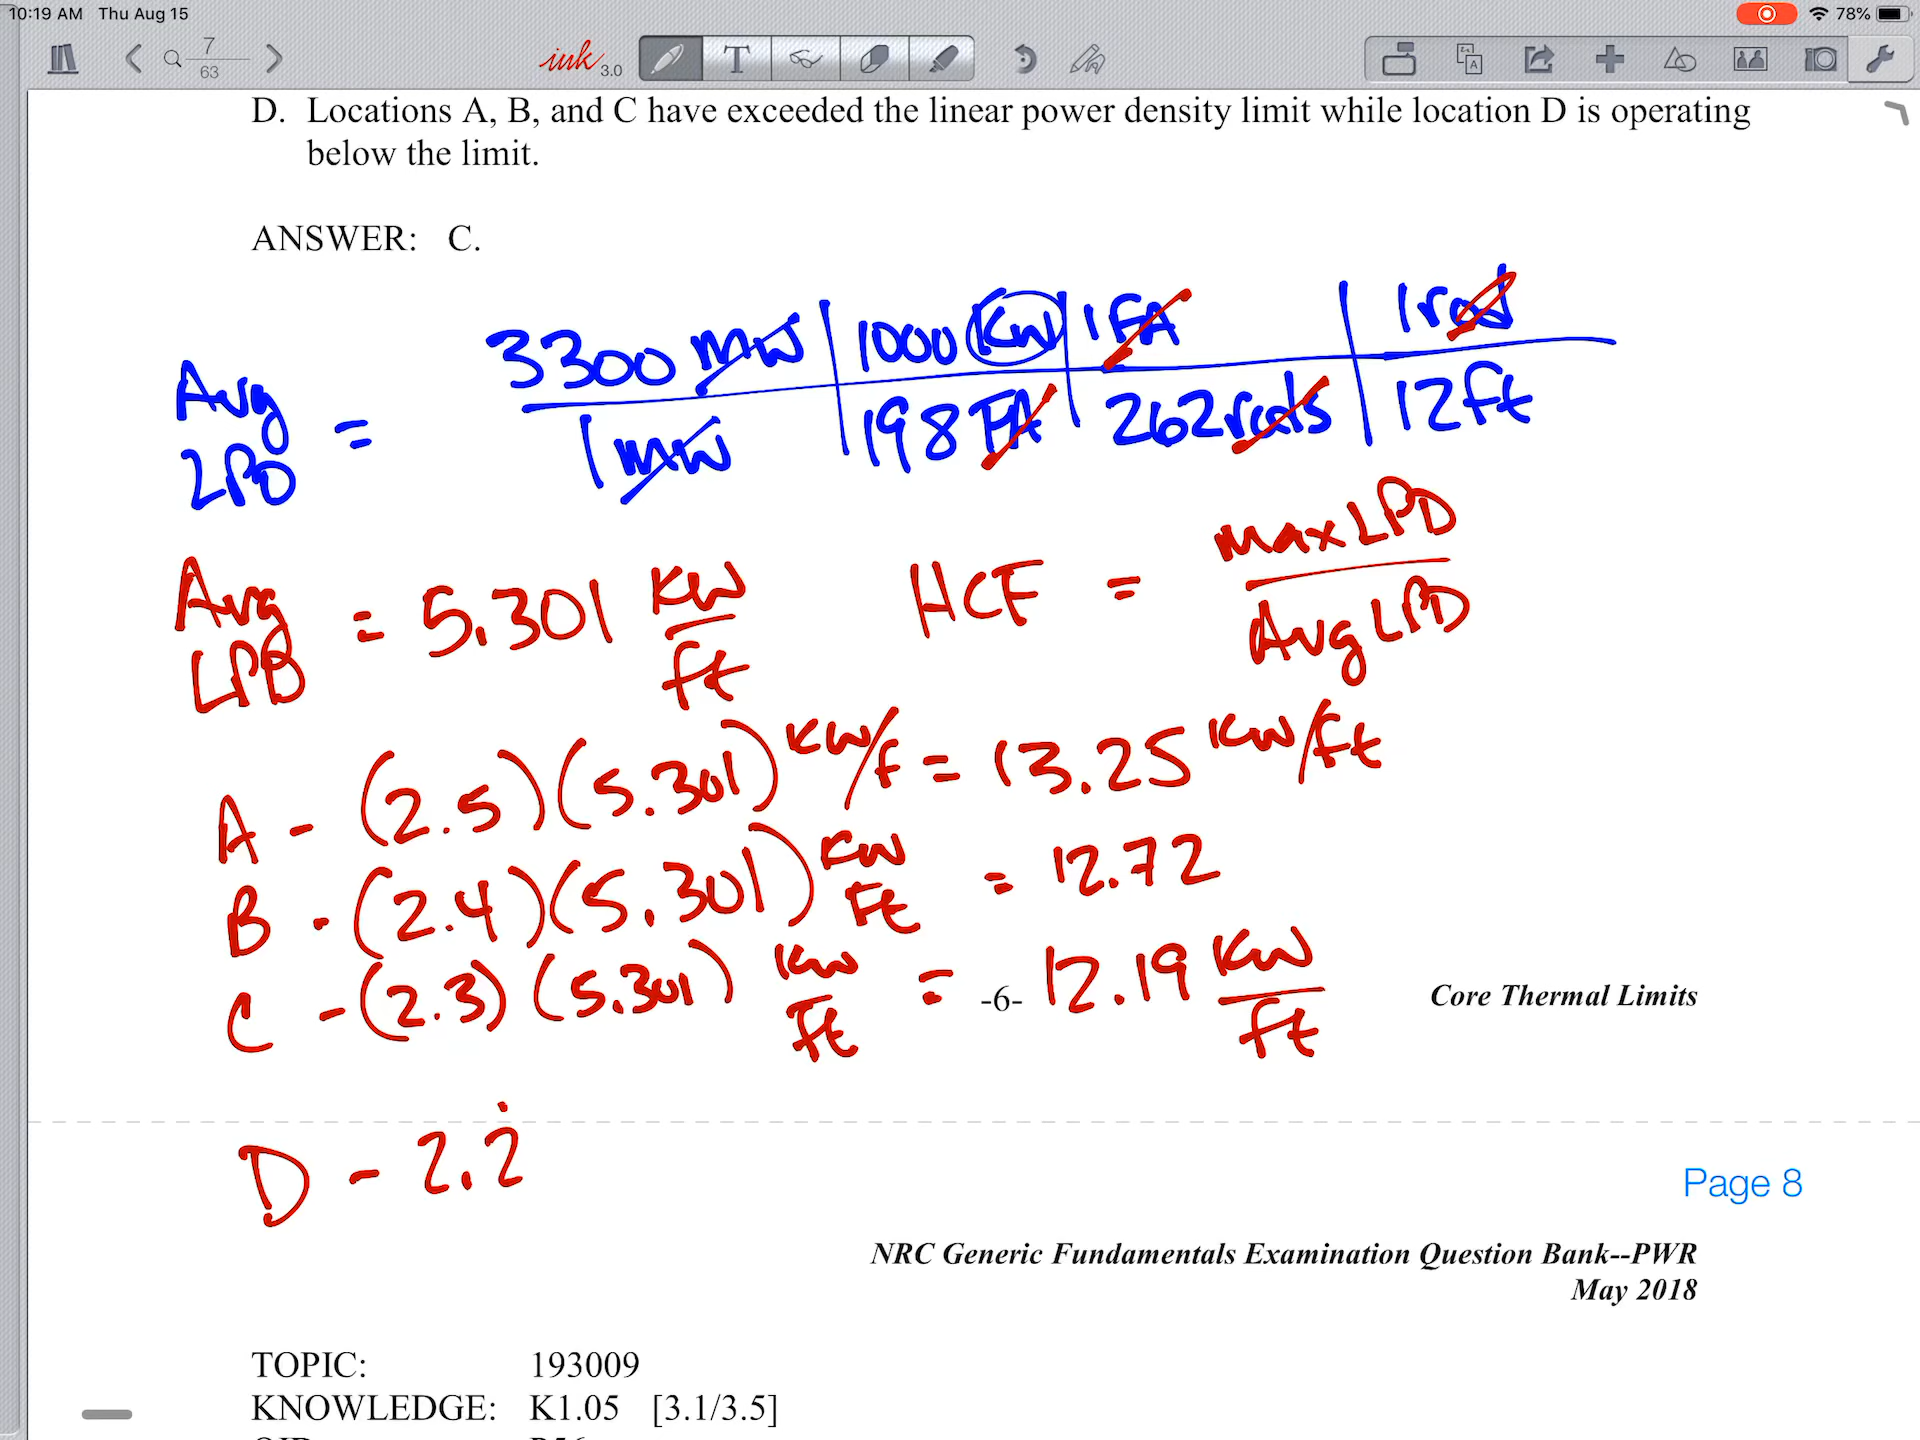 10:19 AM Thu Aug 15
78%
7
63
ink 3.0
T
D. Locations A, B, and C have exceeded the linear power density limit while location D is operating
below the limit.
ANSWER: C.
Avg LPD = 3300 MW | 1000 KW | 1 FA | 1 rod
1 MW | 198 FA | 262 rods | 12 ft
Avg LPD = 5.301 KW/ft
HCF = max LPD / Avg LPD
A - (2.5)(5.301) KW/f = 13.25 KW/ft
B - (2.4)(5.301) KW/Ft = 12.72
C - (2.3)(5.301) KW/ft = 12.19 KW/ft
-6-
Core Thermal Limits
D - 2.2
Page 8
NRC Generic Fundamentals Examination Question Bank--PWR
May 2018
TOPIC: 193009
KNOWLEDGE: K1.05 [3.1/3.5]